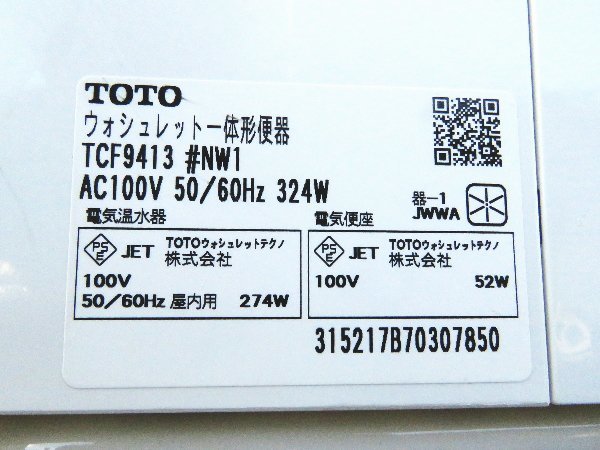 TOTO
ウォシュレット一体形便器
TCF9413 #NW1
AC100V 50/60Hz 324W
器-1
JWWA
電気温水器
PSE JET TOTOウォシュレットテクノ
株式会社
100V
50/60Hz 屋内用 274W
電気便座
PSE JET TOTOウォシュレットテクノ
株式会社
100V 52W
315217B70307850